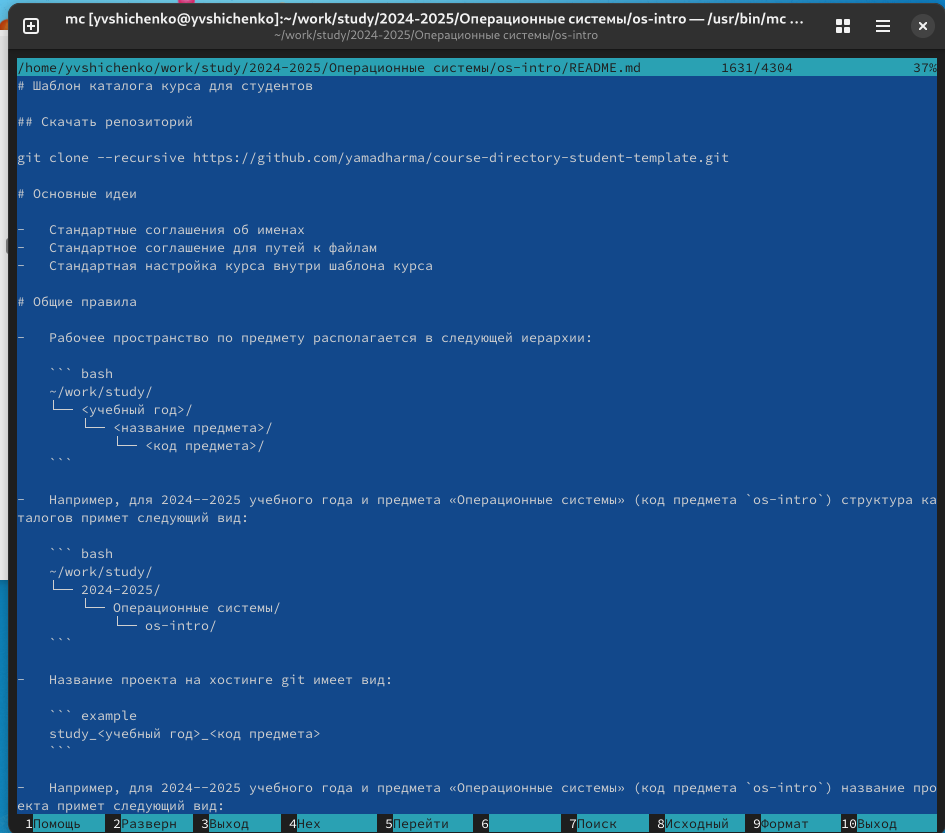 mc [yvshichenko@yvshichenko]:~/work/study/2024-2025/Операционные системы/os-intro — /usr/bin/mc ...
~/work/study/2024-2025/Операционные системы/os-intro
/home/yvshichenko/work/study/2024-2025/Операционные системы/os-intro/README.md 1631/4304 37%
# Шаблон каталога курса для студентов
## Скачать репозиторий
git clone --recursive https://github.com/yamadharma/course-directory-student-template.git
# Основные идеи
-   Стандартные соглашения об именах
-   Стандартное соглашение для путей к файлам
-   Стандартная настройка курса внутри шаблона курса
# Общие правила
-   Рабочее пространство по предмету располагается в следующей иерархии:
    ``` bash
    ~/work/study/
    └── <учебный год>/
        └── <название предмета>/
            └── <код предмета>/
    ```
-   Например, для 2024--2025 учебного года и предмета «Операционные системы» (код предмета `os-intro`) структура ка
талогов примет следующий вид:
    ``` bash
    ~/work/study/
    └── 2024-2025/
        └── Операционные системы/
            └── os-intro/
    ```
-   Название проекта на хостинге git имеет вид:
    ``` example
    study_<учебный год>_<код предмета>
    ```
-   Например, для 2024--2025 учебного года и предмета «Операционные системы» (код предмета `os-intro`) название про
екта примет следующий вид:
1Помощь 2Разверн 3Выход 4Hex 5Перейти 6 7Поиск 8Исходный 9Формат 10Выход